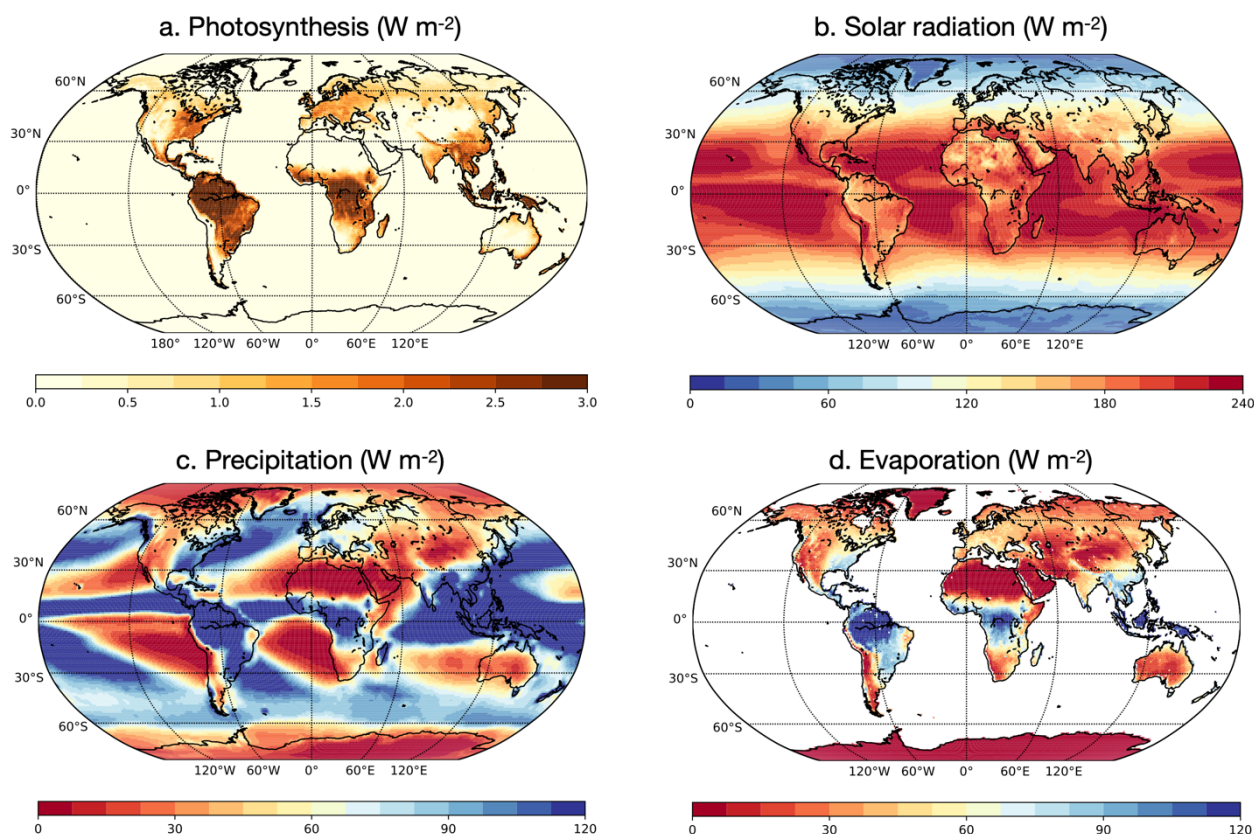 a. Photosynthesis (W m-2)
60°N
30°N
0°
30°S
60°S
180° 120°W 60°W 0° 60°E 120°E
0.0 0.5 1.0 1.5 2.0 2.5 3.0
b. Solar radiation (W m-2)
60°N
30°N
0°
30°S
60°S
120°W 60°W 0° 60°E 120°E
0 60 120 180 240
c. Precipitation (W m-2)
60°N
30°N
0°
30°S
60°S
120°W 60°W 0° 60°E 120°E
0 30 60 90 120
d. Evaporation (W m-2)
60°N
30°N
0°
30°S
60°S
120°W 60°W 0° 60°E 120°E
0 30 60 90 120